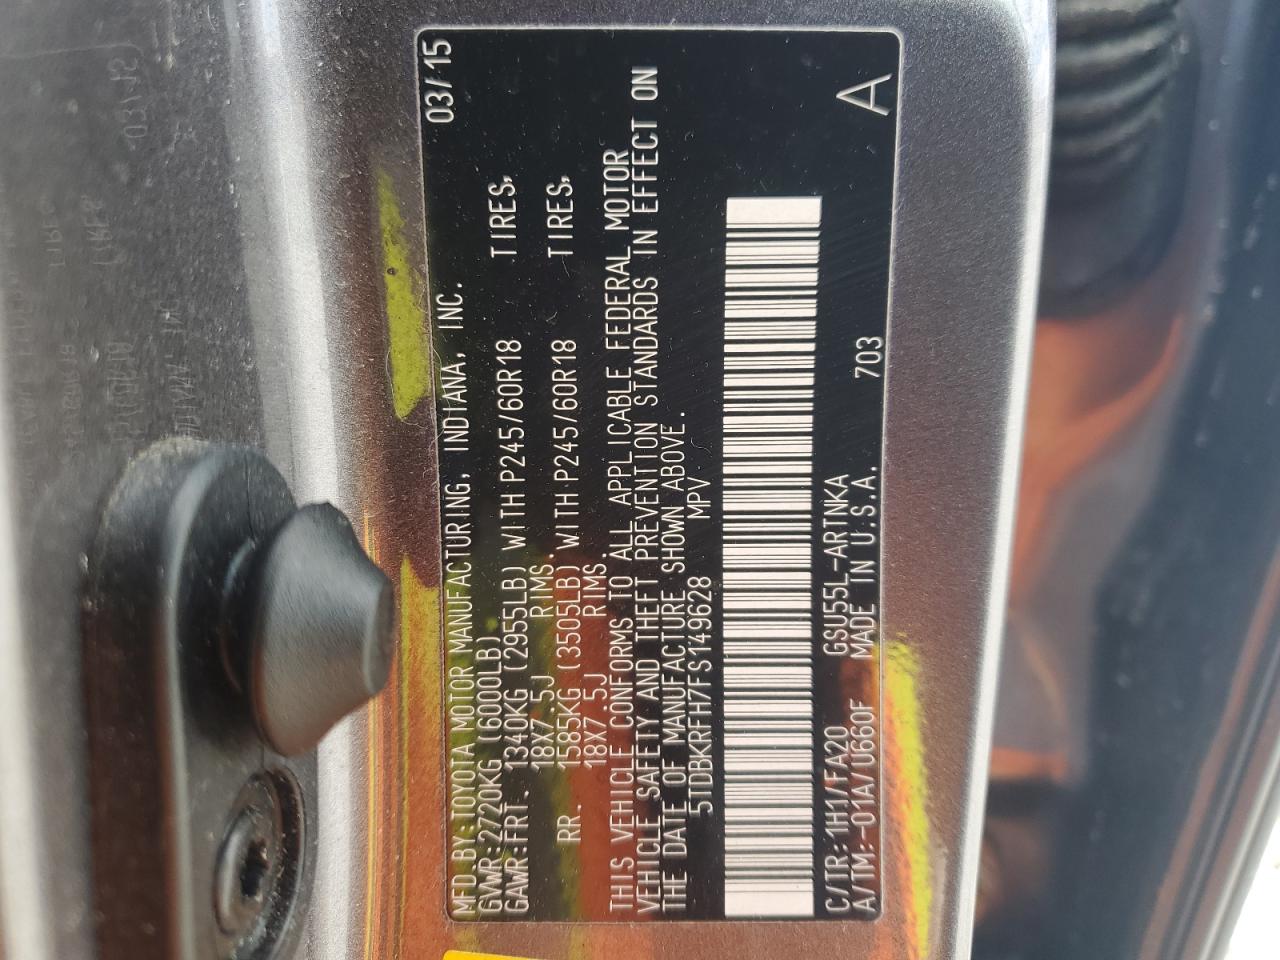 03/15
MFD.BY:TOYOTA MOTOR MANUFACTURING, INDIANA, INC.
GVWR:2720KG (6000LB)
GAWR:FRT. 1340KG (2955LB) WITH P245/60R18 TIRES,
18X7.5J RIMS.
RR. 1585KG (3505LB) WITH P245/60R18 TIRES,
18X7.5J RIMS
THIS VEHICLE CONFORMS TO ALL APPLICABLE FEDERAL MOTOR
VEHICLE SAFETY AND THEFT PREVENTION STANDARDS IN EFFECT ON
THE DATE OF MANUFACTURE SHOWN ABOVE.
5TDBKRFH7FS149628 MPV
C/TR:1H1/FA20 GSU55L-ARTNKA
A/TM:-01A/U660F MADE IN U.S.A. 703
A